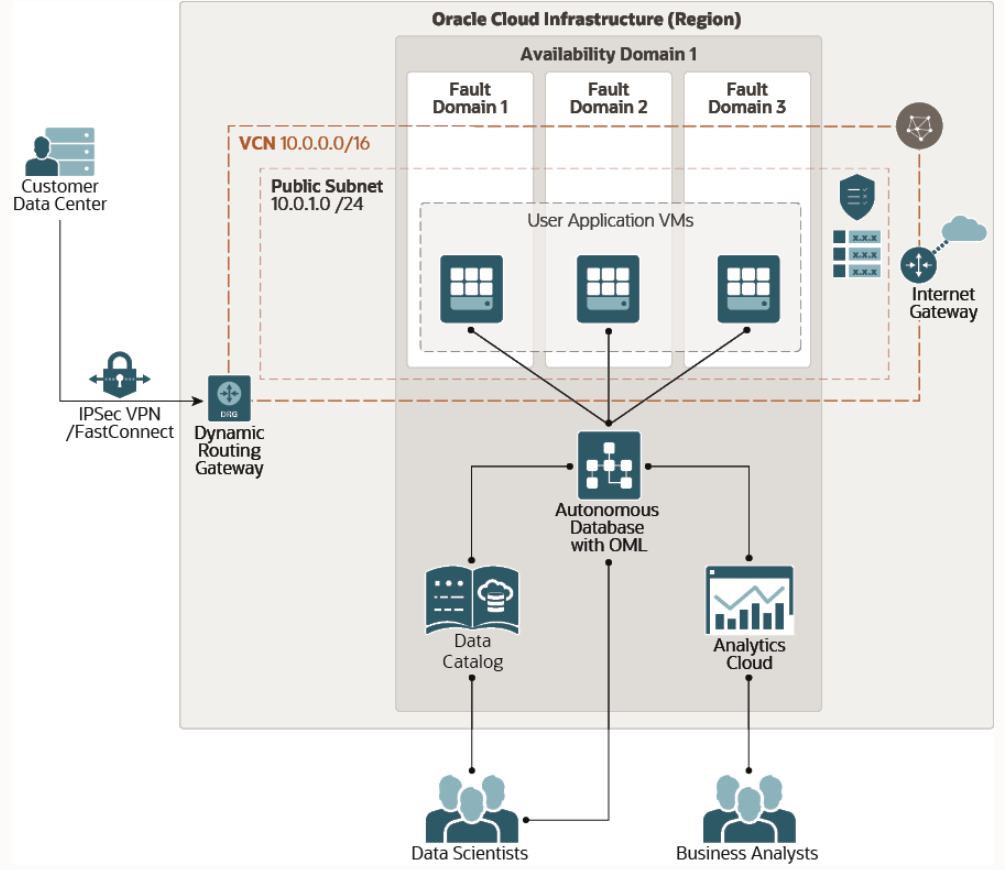 Oracle Cloud Infrastructure (Region)
Availability Domain 1
Fault
Domain 1
Fault
Domain 2
Fault
Domain 3
VCN 10.0.0.0/16
Public Subnet
10.0.1.0 /24
User Application VMs
Customer
Data Center
x.x.x
x.x.x
x.x.x
Internet
Gateway
IPSec VPN
/FastConnect
DRG
Dynamic
Routing
Gateway
Autonomous
Database
with OML
Data
Catalog
Analytics
Cloud
Data Scientists
Business Analysts